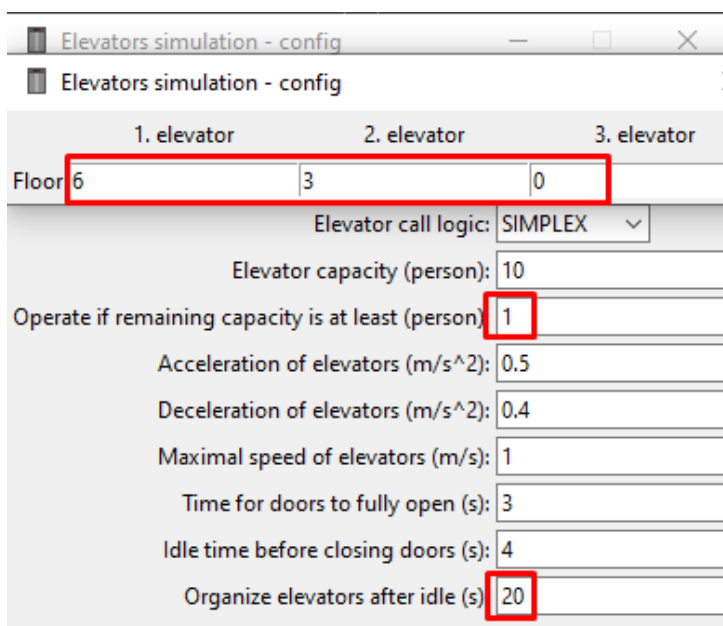 Elevators simulation - config
Elevators simulation - config
1. elevator 2. elevator 3. elevator
Floor 6 3 0
Elevator call logic: SIMPLEX
Elevator capacity (person): 10
Operate if remaining capacity is at least (person) 1
Acceleration of elevators (m/s^2): 0.5
Deceleration of elevators (m/s^2): 0.4
Maximal speed of elevators (m/s): 1
Time for doors to fully open (s): 3
Idle time before closing doors (s): 4
Organize elevators after idle (s) 20